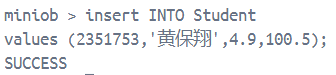 miniob > insert INTO Student
values (2351753,'黄保翔',4.9,100.5);
SUCCESS